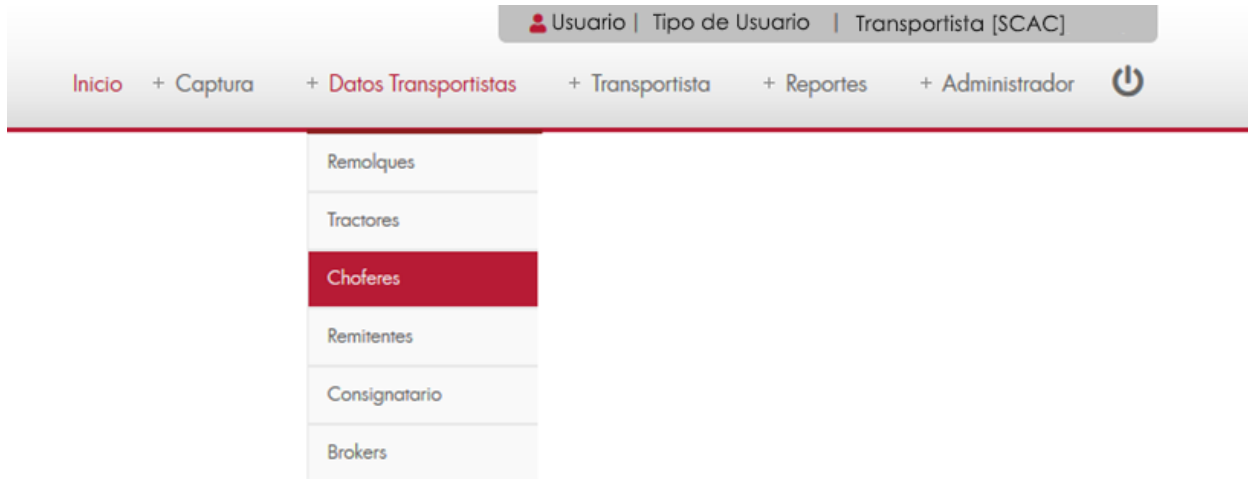 Usuario | Tipo de Usuario | Transportista [SCAC]
Inicio + Captura + Datos Transportistas + Transportista + Reportes + Administrador
Remolques
Tractores
Choferes
Remitentes
Consignatario
Brokers